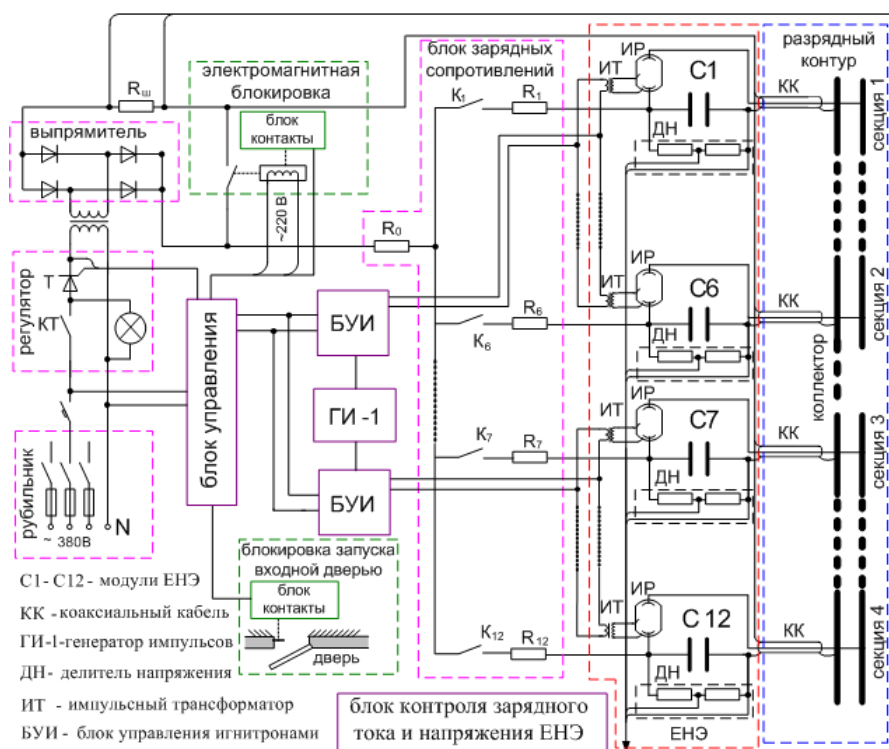 электромагнитная
блокировка
блок
контакты
~220 В
Rш
выпрямитель
регулятор
Т
КТ
рубильник
~ 380В
N
блок управления
БУИ
ГИ -1
БУИ
блокировка запуска
входной дверью
блок
контакты
дверь
блок зарядных
сопротивлений
R0
К1
R1
К6
R6
К7
R7
К12
R12
ИТ
ИР
С1
ДН
ИТ
ИР
С6
ДН
ИТ
ИР
С7
ДН
ИТ
ИР
С 12
ДН
ЕНЭ
разрядный
контур
КК
секция 1
КК
секция 2
коллектор
КК
секция 3
КК
секция 4
С1- С12 - модули ЕНЭ
КК - коаксиальный кабель
ГИ-1-генератор импульсов
ДН- делитель напряжения
ИТ - импульсный трансформатор
БУИ - блок управления игнитронами
блок контроля зарядного
тока и напряжения ЕНЭ